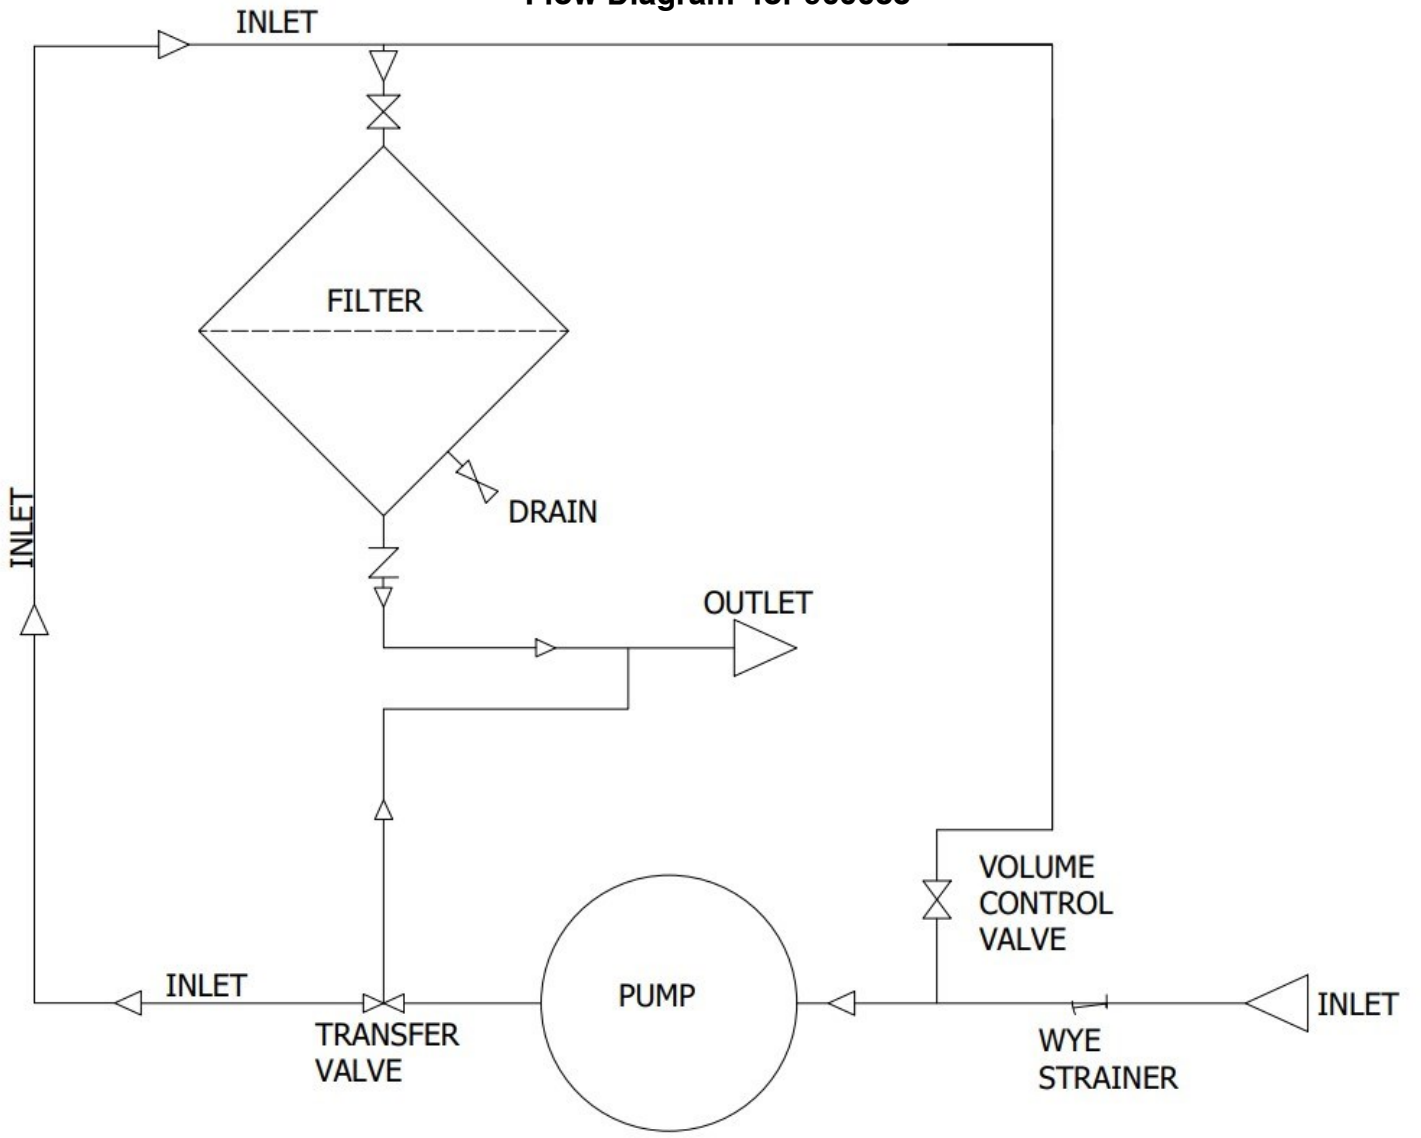 INLET
FILTER
DRAIN
INLET
OUTLET
VOLUME
CONTROL
VALVE
INLET
PUMP
INLET
TRANSFER
VALVE
WYE
STRAINER